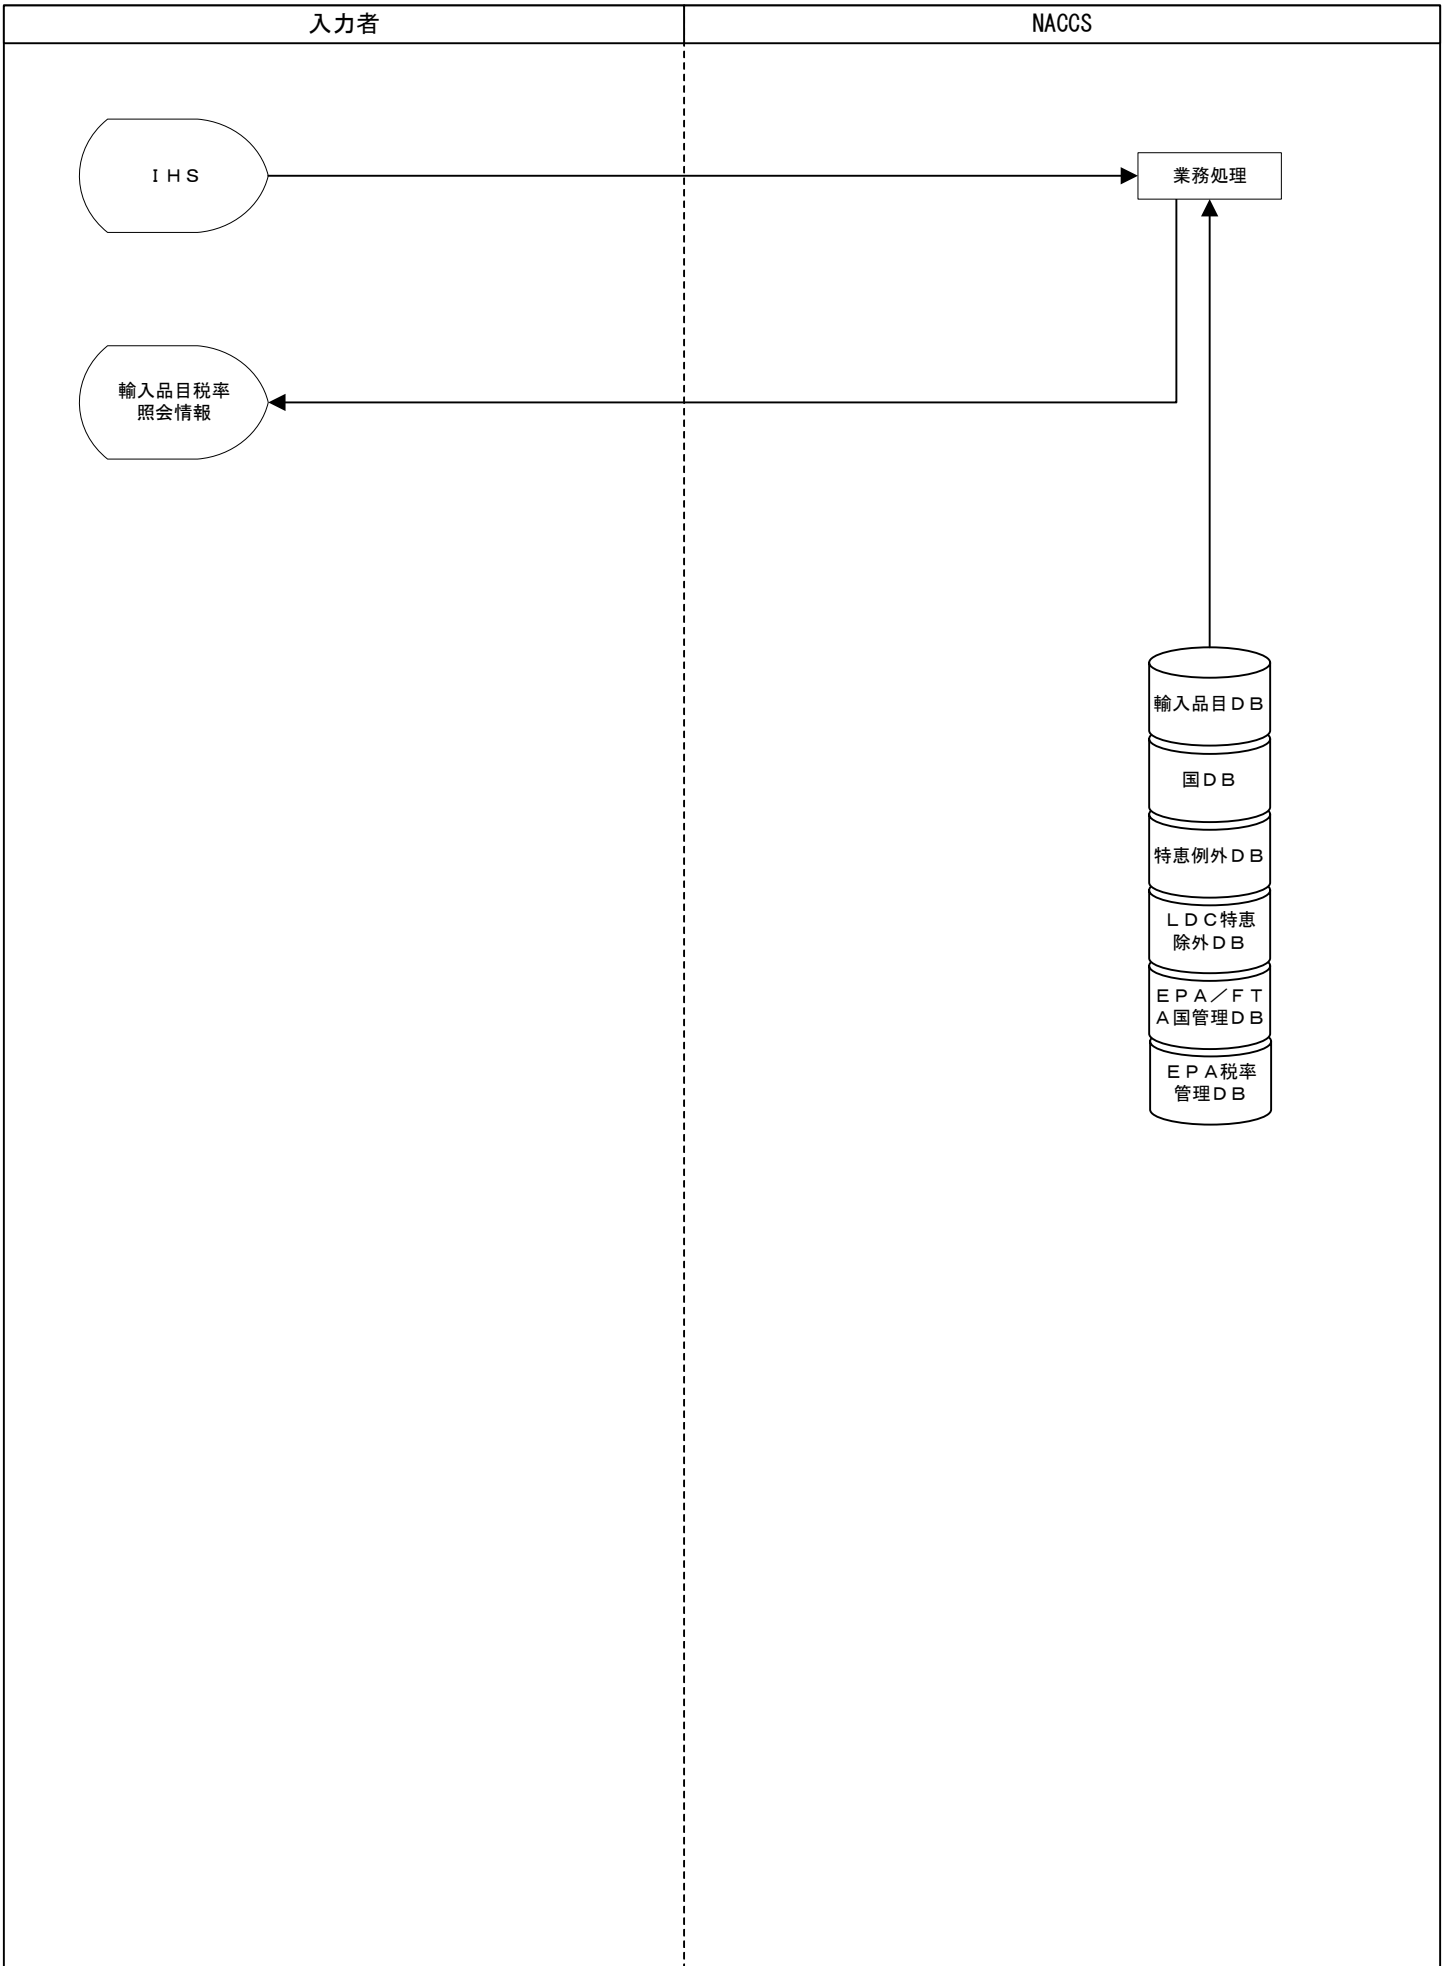 入力者
NACCS
ＩＨＳ
業務処理
輸入品目税率
照会情報
輸入品目ＤＢ
国ＤＢ
特恵例外ＤＢ
ＬＤＣ特恵
除外ＤＢ
ＥＰＡ／ＦＴ
Ａ国管理ＤＢ
ＥＰＡ税率
管理ＤＢ